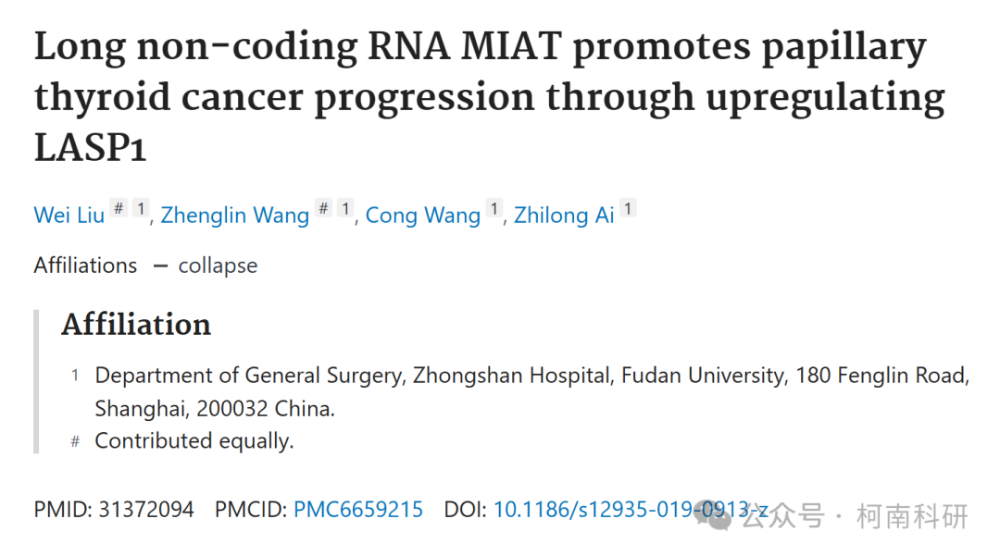 Long non-coding RNA MIAT promotes papillary
thyroid cancer progression through upregulating
LASP1
Wei Liu # 1, Zhenglin Wang # 1, Cong Wang 1, Zhilong Ai 1
Affiliations — collapse
Affiliation
1 Department of General Surgery, Zhongshan Hospital, Fudan University, 180 Fenglin Road,
Shanghai, 200032 China.
# Contributed equally.
PMID: 31372094 PMCID: PMC6659215 DOI: 10.1186/s12935-019-0913-z
公众号 · 柯南科研